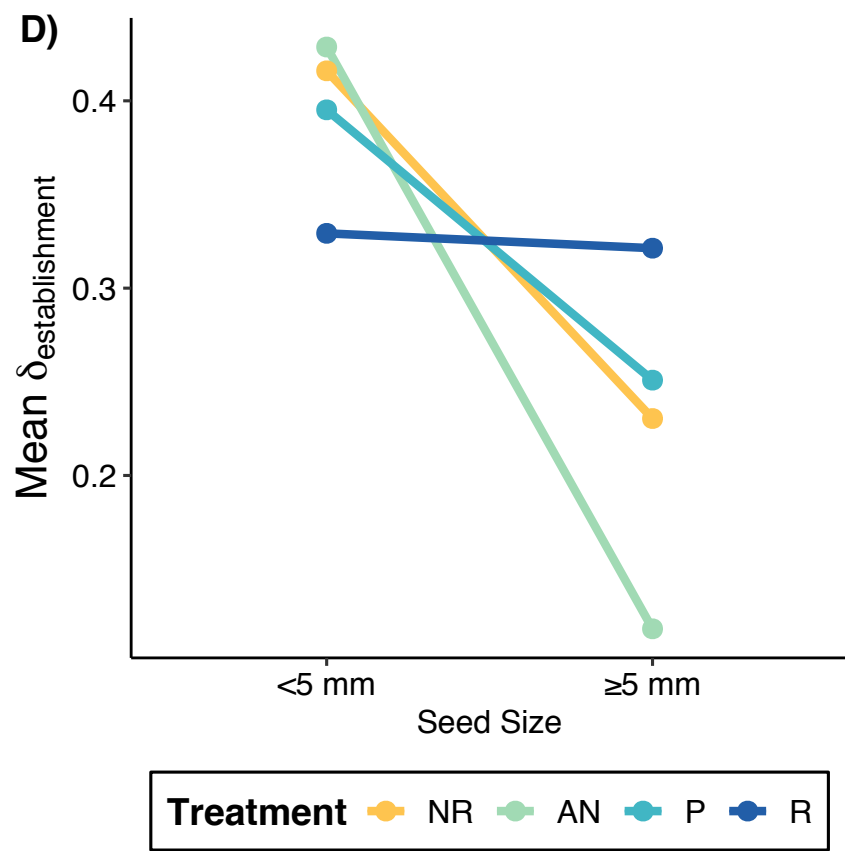 D)
Mean δestablishment
0.4
0.3
0.2
<5 mm ≥5 mm
Seed Size
Treatment NR AN P R